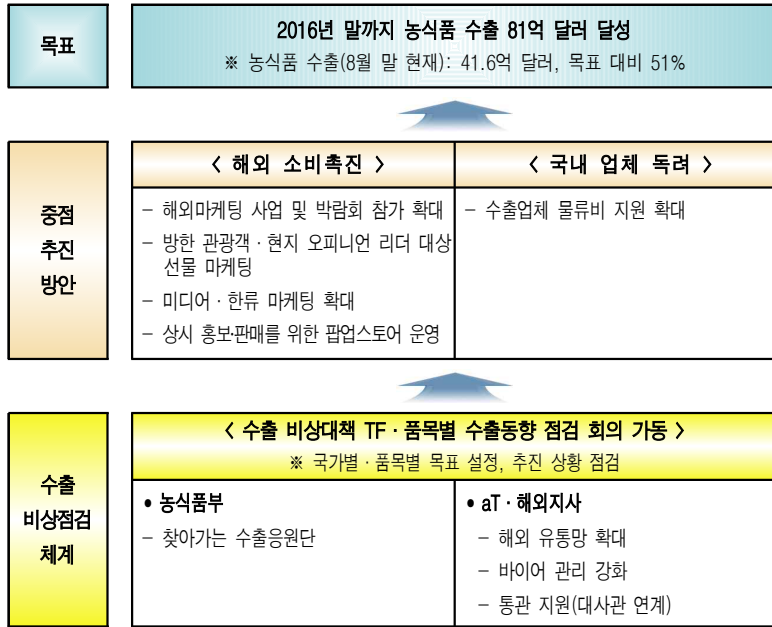 목표
2016년 말까지 농식품 수출 81억 달러 달성
※ 농식품 수출(8월 말 현재): 41.6억 달러, 목표 대비 51%
중점
추진
방안
< 해외 소비촉진 >
- 해외마케팅 사업 및 박람회 참가 확대
- 방한 관광객·현지 오피니언 리더 대상
선물 마케팅
- 미디어·한류 마케팅 확대
- 상시 홍보·판매를 위한 팝업스토어 운영
< 국내 업체 독려 >
- 수출업체 물류비 지원 확대
수출
비상점검
체계
< 수출 비상대책 TF·품목별 수출동향 점검 회의 가동 >
※ 국가별·품목별 목표 설정, 추진 상황 점검
• 농식품부
- 찾아가는 수출응원단
• aT·해외지사
- 해외 유통망 확대
- 바이어 관리 강화
- 통관 지원(대사관 연계)